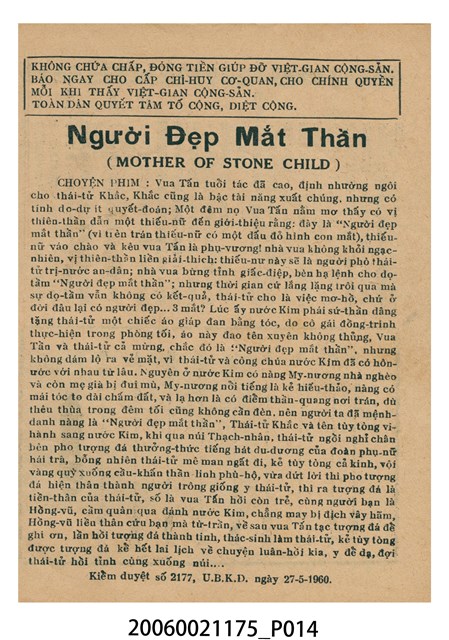 KHÔNG CHỨA CHẤP, ĐÓNG TIỀN GIÚP ĐỠ VIỆT-GIAN CỘNG-SẢN.
BÁO NGAY CHO CẤP CHỈ-HUY CƠ-QUAN, CHO CHÍNH QUYỀN
MỖI KHI THẤY VIỆT-GIAN CỘNG-SẢN.
TOÀN DÂN QUYẾT TÂM TỐ CỘNG, DIỆT CỘNG.
Người Đẹp Mắt Thần
( MOTHER OF STONE CHILD )
CHUYỆN PHIM : Vua Tấn tuổi tác đã cao, định nhường ngôi
cho thái-tử Khắc, Khắc cũng là bậc tài năng xuất chúng, nhưng có
tính do-dự ít quyết-đoán; Một đêm nọ Vua Tấn nằm mơ thấy có vị
thiên-thần dẫn một thiếu-nữ đến giới-thiệu rằng: đây là "Người đẹp
mắt thần" (vì trên trán thiếu-nữ có một dấu đỏ hình con mắt), thiếu-
nữ vào chào và kêu vua Tấn là phụ-vương! nhà vua không khỏi ngạc-
nhiên, vị thiên-thần liền giải-thích: thiếu-nư này sẽ là người phò thái-
tử trị-nước an-dân; nhà vua bừng tỉnh giấc-điệp, bèn hạ lệnh cho dọ-
tầm "Người đẹp mắt thần"; nhưng thời gian cứ lẳng lặng trôi qua mà
sự dọ-tầm vẫn không có kết-quả, thái-tử cho là việc mơ-hồ, chứ ở
đời đâu lại có người đẹp... 3 mắt? Lúc ấy nước Kim phái sứ-thần dâng
tặng thái-tử một chiếc áo giáp đan bằng tóc, do cô gái đồng-trinh
thực-hiện trong phòng tối, áo này đao tên xuyên không thủng, Vua
Tấn và thái-tử cả mừng, chắc đó là "Người đẹp mắt thần", nhưng
không dám lộ ra vẻ mặt, vì thái-tử và công chúa nước Kim đã có hôn-
ước với nhau từ lâu. Nguyên ở nước Kim có nàng My-nương nhà nghèo
và còn mẹ già bị đui mù, My-nương nổi tiếng là kẻ hiếu-thảo, nàng có
mái tóc to dài chấm đất, và lạ hơn là có điểm thần-quang nơi trán, dù
thêu thùa trong đêm tối cũng không cần đèn, nên người ta đã mệnh-
danh nàng là "Người đẹp mắt thần", Thái-tử Khắc và tên tùy tòng vi-
hành sang nước Kim, khi qua núi Thạch-nhân, thái-tử ngồi nghỉ chân
bên pho tượng đá thưởng-thức tiếng hát du-dương của đoàn phụ-nữ
hái trà, bỗng nhiên thái-tử mê man ngất đi, kẻ tùy tòng cả kinh, vội
vàng quỳ xuống cầu-khẩn thần linh phù-hộ, vừa dứt lời thì pho tượng
đá hiện thân thành người trông giống y thái-tử, thì ra tượng đá là
tiền-thân của thái-tử, số là vua Tấn hồi còn trẻ, cùng người bạn là
Hồng-vũ, cầm quân qua đánh nước Kim, chẳng may bị địch vây hãm,
Hồng-vũ liều thân cứu bạn mà tử-trận, về sau vua Tấn tạc tượng đá để
ghi ơn, lần hồi tượng đá thành tinh, thác-sinh làm thái-tử, kẻ tùy tòng
được tượng đá kể hết lai lịch về chuyện luân-hồi kia, y đề dạ, đợi
thái-tử hồi tỉnh cùng xuống núi....
Kiểm duyệt số 2177, U.B.K.D. ngày 27-5-1960.
20060021175_P014